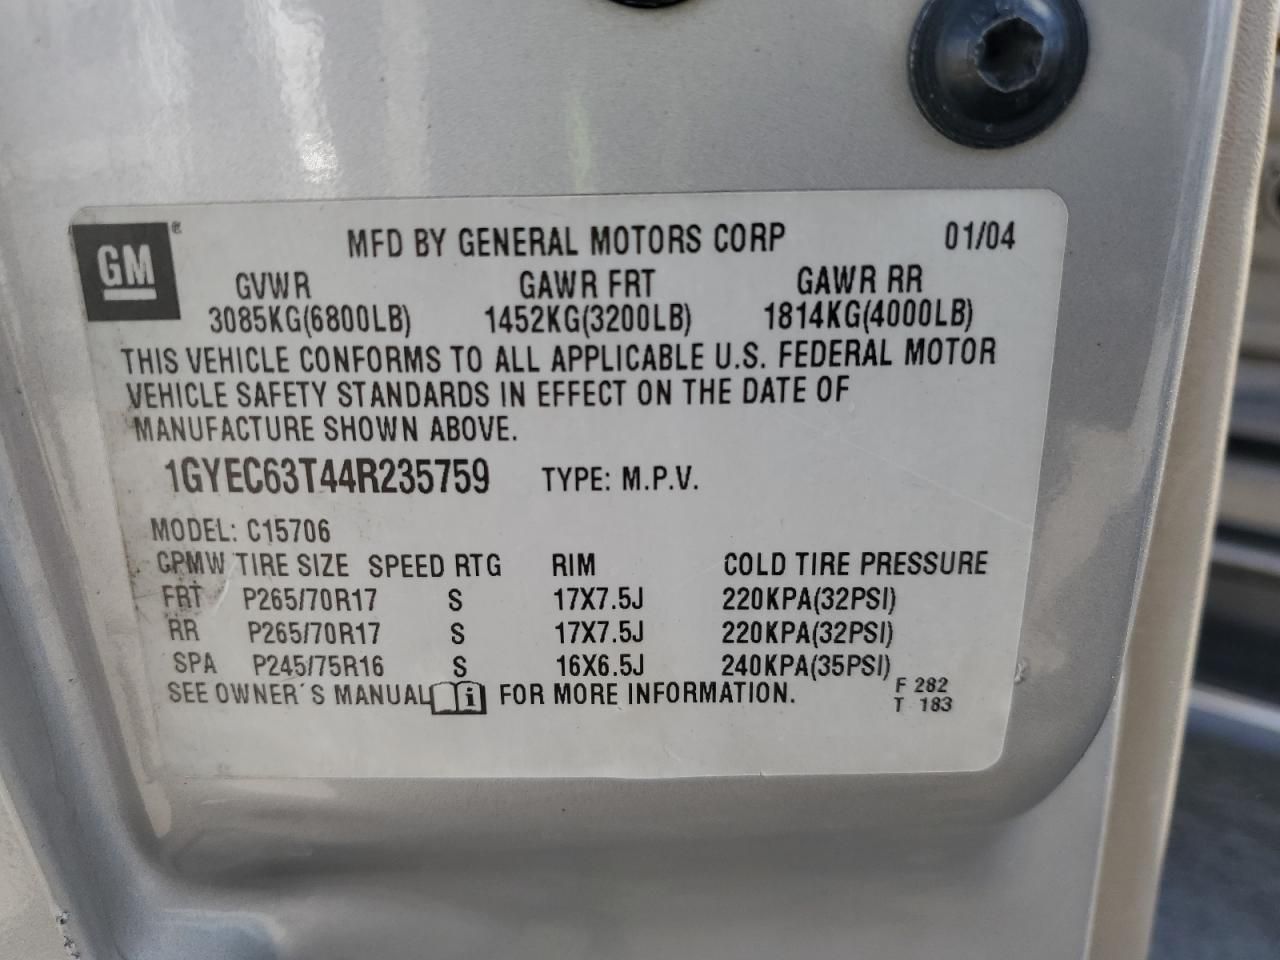 GM®
MFD BY GENERAL MOTORS CORP 01/04
GVWR GAWR FRT GAWR RR
3085KG(6800LB) 1452KG(3200LB) 1814KG(4000LB)
THIS VEHICLE CONFORMS TO ALL APPLICABLE U.S. FEDERAL MOTOR
VEHICLE SAFETY STANDARDS IN EFFECT ON THE DATE OF
MANUFACTURE SHOWN ABOVE.
1GYEC63T44R235759 TYPE: M.P.V.
MODEL: C15706
GPMW TIRE SIZE SPEED RTG RIM COLD TIRE PRESSURE
FRT P265/70R17 S 17X7.5J 220KPA(32PSI)
RR P265/70R17 S 17X7.5J 220KPA(32PSI)
SPA P245/75R16 S 16X6.5J 240KPA(35PSI)
SEE OWNER'S MANUAL i FOR MORE INFORMATION.
F 282
T 183